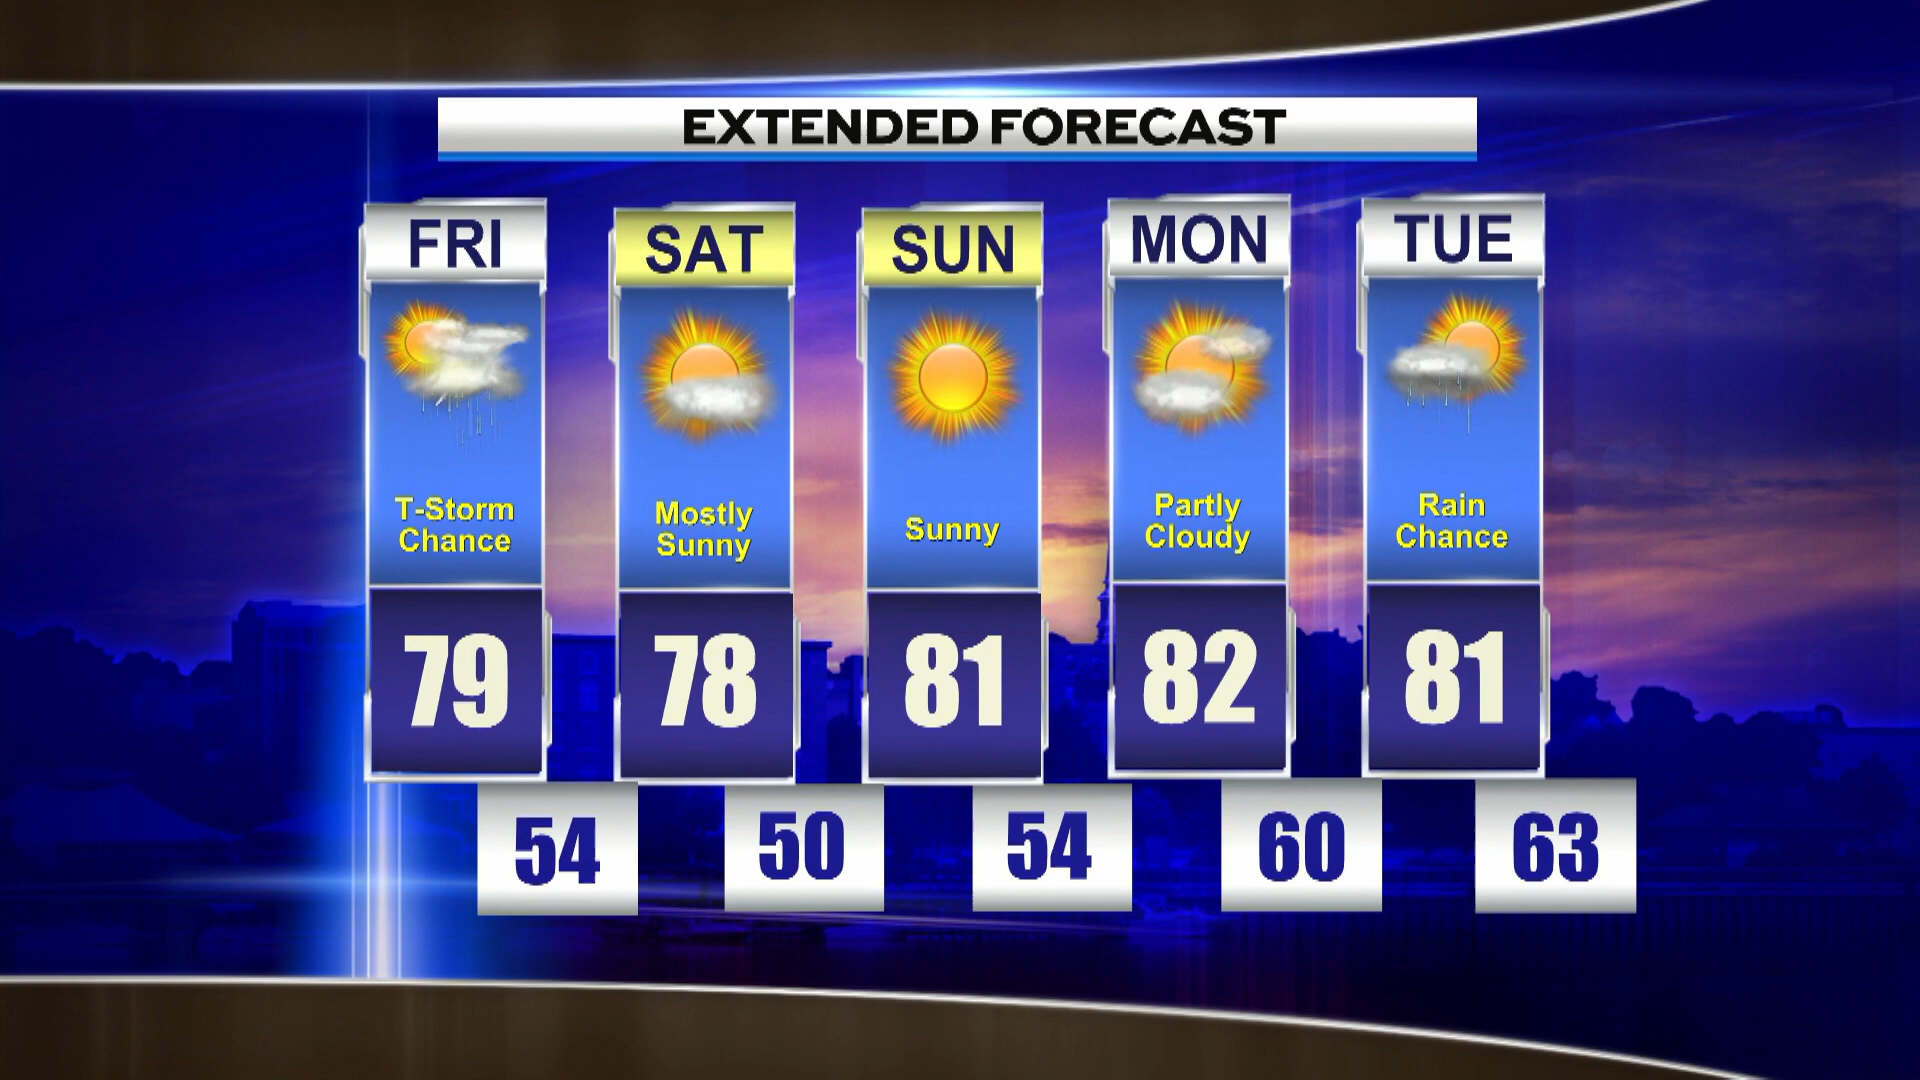 EXTENDED FORECAST
FRI
SAT
SUN
MON
TUE
T-Storm
Chance
Mostly
Sunny
Sunny
Partly
Cloudy
Rain
Chance
79
78
81
82
81
54
50
54
60
63